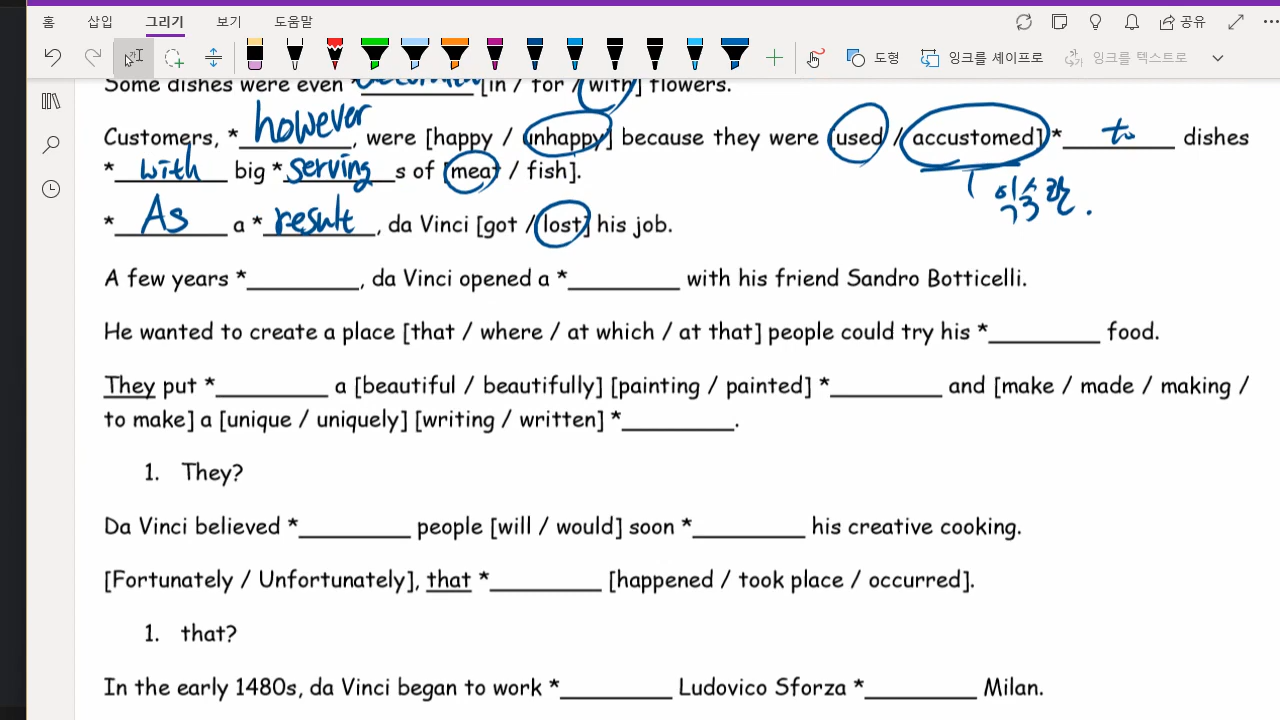 홈 삽입 그리기 보기 도움말 공유
도형 잉크를 셰이프로 잉크를 텍스트로
Some dishes were even *_________ [in / for / with] flowers.
Customers, * however, were [happy / unhappy] because they were [used / accustomed] * to dishes
* with big * servings of [meat / fish].
익숙한.
* As a * result, da Vinci [got / lost] his job.
A few years *_________, da Vinci opened a *_________ with his friend Sandro Botticelli.
He wanted to create a place [that / where / at which / at that] people could try his *_________ food.
They put *_________ a [beautiful / beautifully] [painting / painted] *_________ and [make / made / making /
to make] a [unique / uniquely] [writing / written] *_________.
1. They?
Da Vinci believed *_________ people [will / would] soon *_________ his creative cooking.
[Fortunately / Unfortunately], that *_________ [happened / took place / occurred].
1. that?
In the early 1480s, da Vinci began to work *_________ Ludovico Sforza *_________ Milan.